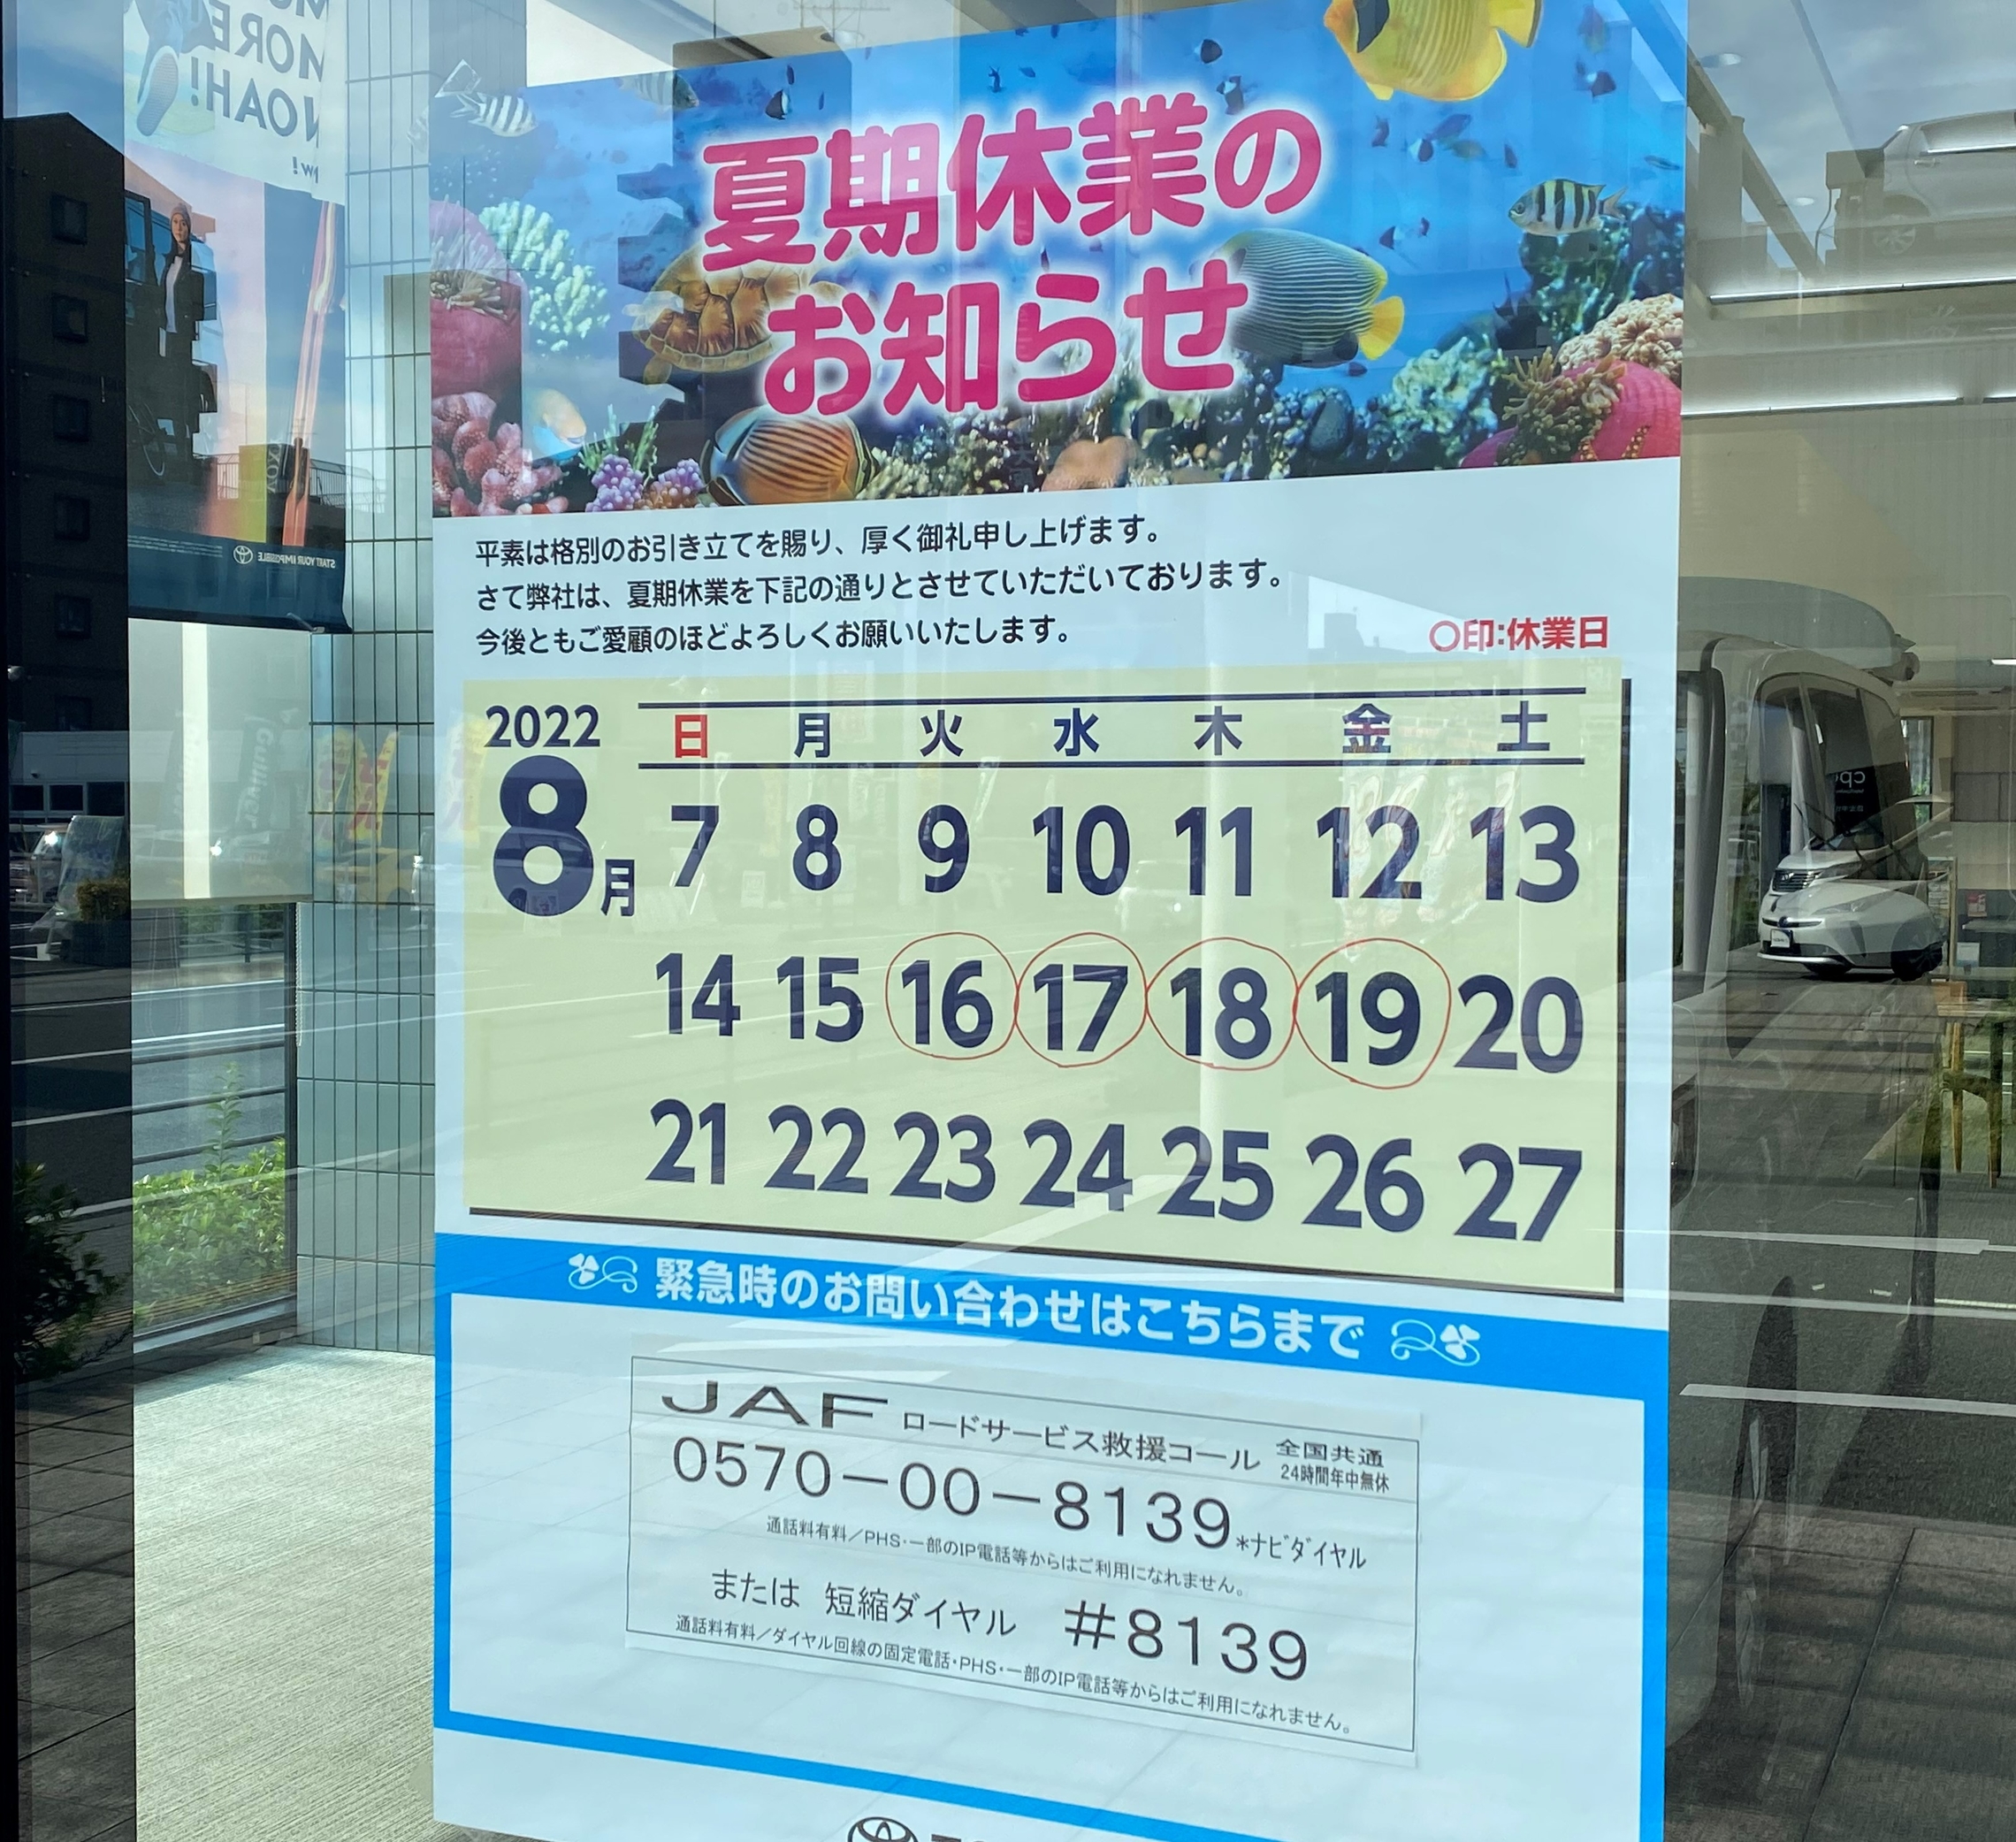 MORE
NOAH!
夏期休業の
お知らせ
平素は格別のお引き立てを賜り、厚く御礼申し上げます。
さて弊社は、夏期休業を下記の通りとさせていただいております。
今後ともご愛顧のほどよろしくお願いいたします。
〇印:休業日
START YOUR IMPOSSIBLE
2022 日 月 火 水 木 金 土
8月 7 8 9 10 11 12 13
14 15 16 17 18 19 20
21 22 23 24 25 26 27
緊急時のお問い合わせはこちらまで
JAF ロードサービス救援コール 全国共通
24時間年中無休
0570-00-8139 *ナビダイヤル
通話料有料/PHS・一部のIP電話等からはご利用になれません。
または 短縮ダイヤル #8139
通話料有料/ダイヤル回線の固定電話・PHS・一部のIP電話等からはご利用になれません。